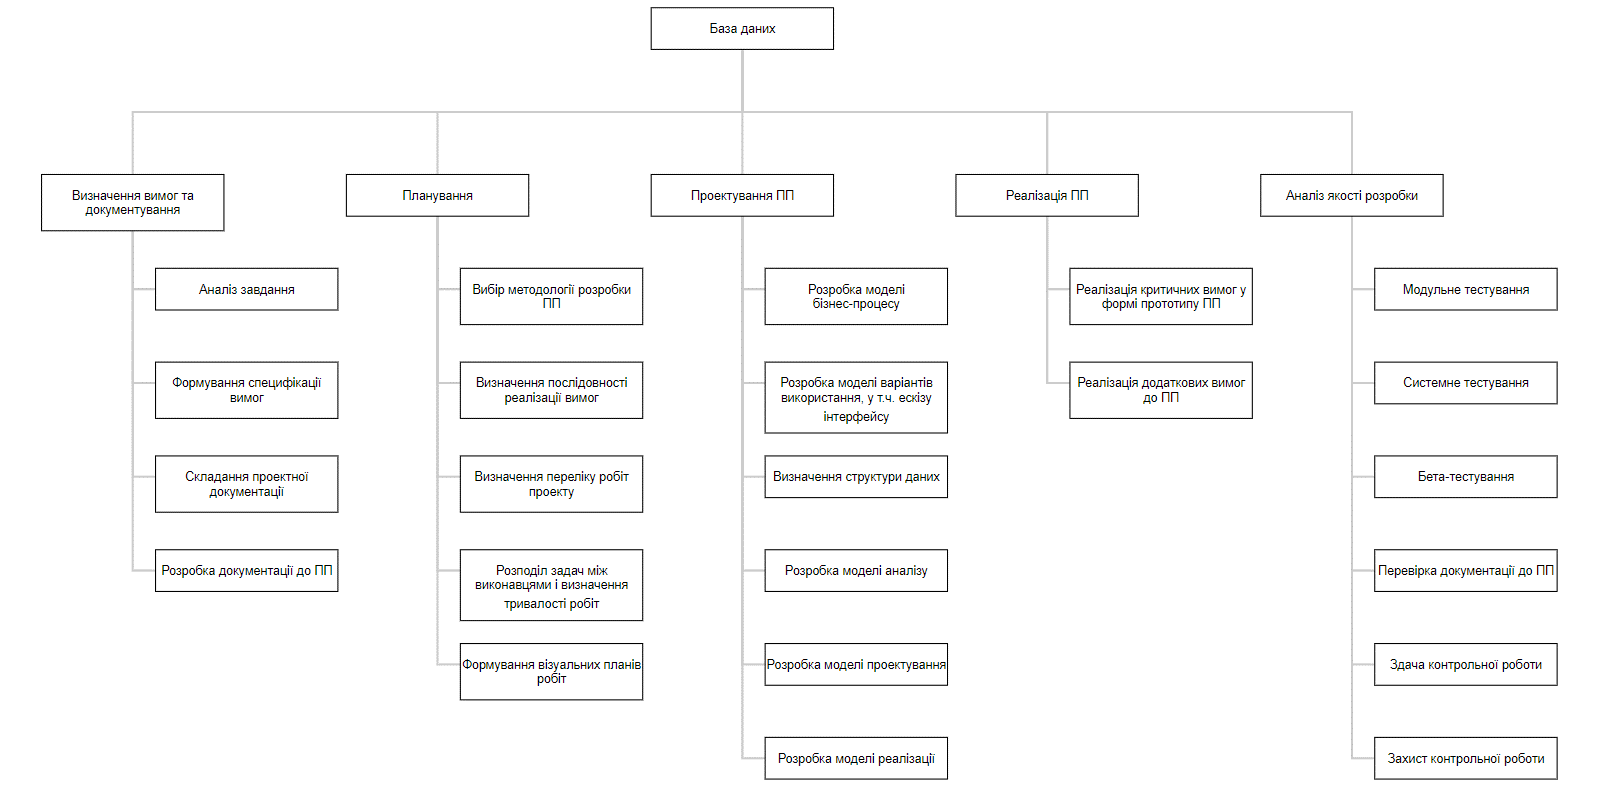 База даних
Визначення вимог та
документування
Аналіз завдання
Формування специфікації
вимог
Складання проектної
документації
Розробка документації до ПП
Планування
Вибір методології розробки
ПП
Визначення послідовності
реалізації вимог
Визначення переліку робіт
проекту
Розподіл задач між
виконавцями і визначення
тривалості робіт
Формування візуальних планів
робіт
Проектування ПП
Розробка моделі
бізнес-процесу
Розробка моделі варіантів
використання, у т.ч. ескізу
інтерфейсу
Визначення структури даних
Розробка моделі аналізу
Розробка моделі проектування
Розробка моделі реалізації
Реалізація ПП
Реалізація критичних вимог у
формі прототипу ПП
Реалізація додаткових вимог
до ПП
Аналіз якості розробки
Модульне тестування
Системне тестування
Бета-тестування
Перевірка документації до ПП
Здача контрольної роботи
Захист контрольної роботи